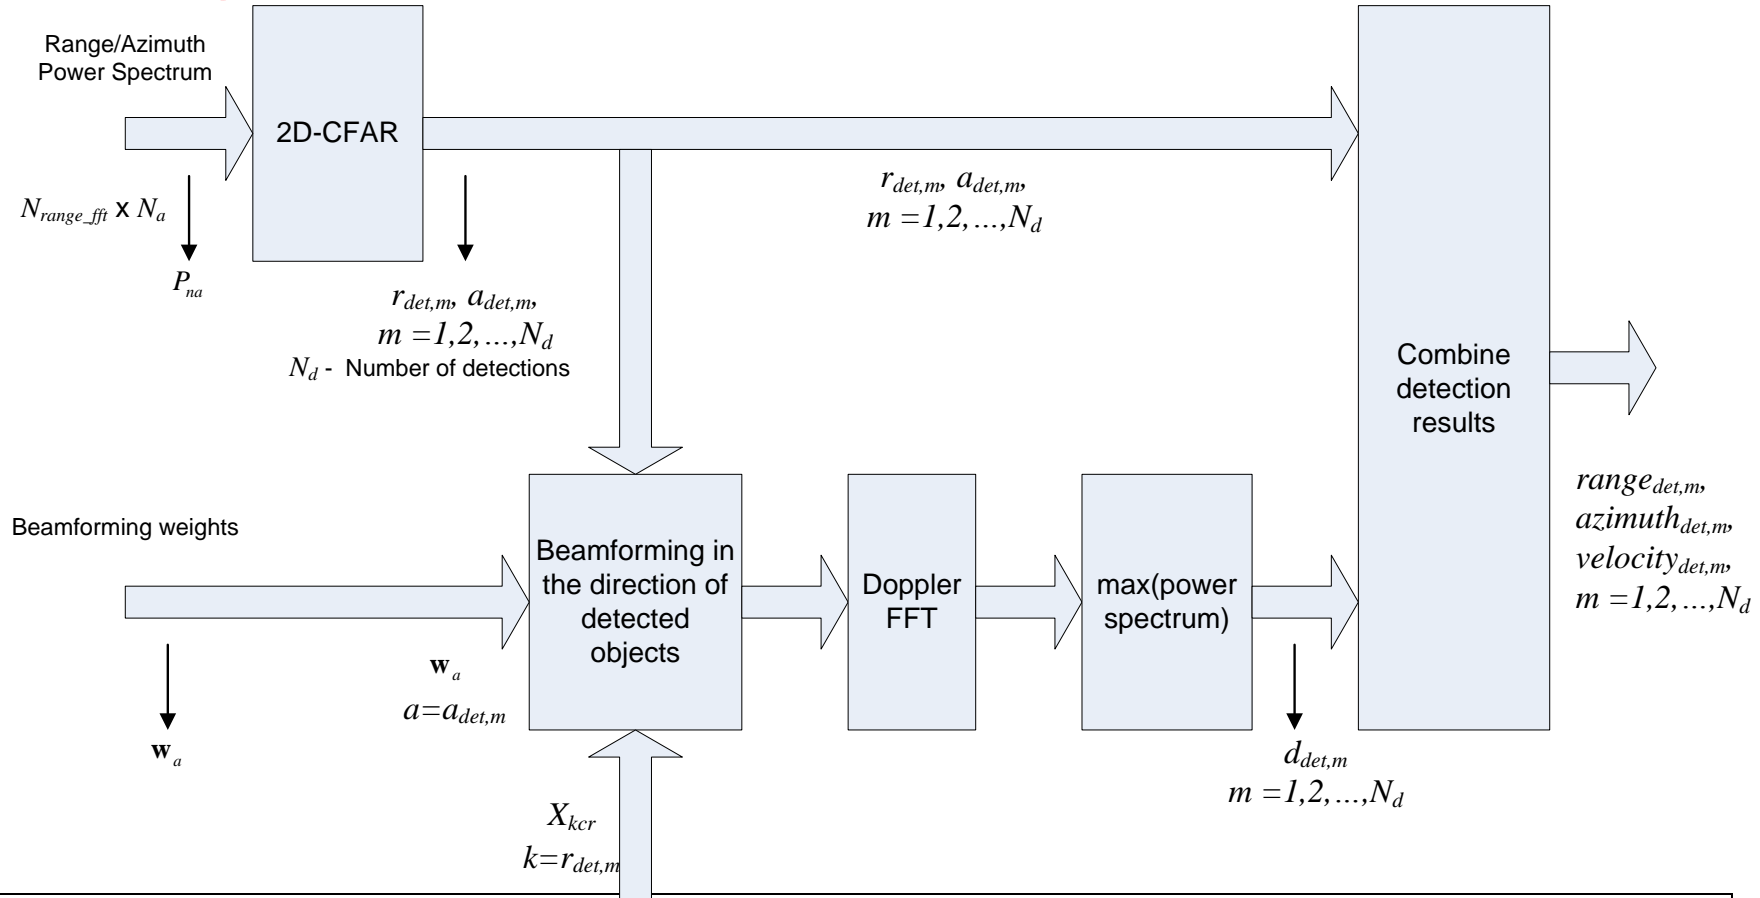 Range/Azimuth
Power Spectrum
2D-CFAR
N_range_fft x N_a
P_na
r_det,m, a_det,m,
m =1,2,...,N_d
N_d - Number of detections
r_det,m, a_det,m,
m =1,2,...,N_d
Combine
detection
results
range_det,m,
azimuth_det,m,
velocity_det,m,
m =1,2,...,N_d
Beamforming weights
w_a
w_a
a=a_det,m
Beamforming in
the direction of
detected
objects
Doppler
FFT
max(power
spectrum)
d_det,m
m =1,2,...,N_d
X_kcr
k=r_det,m